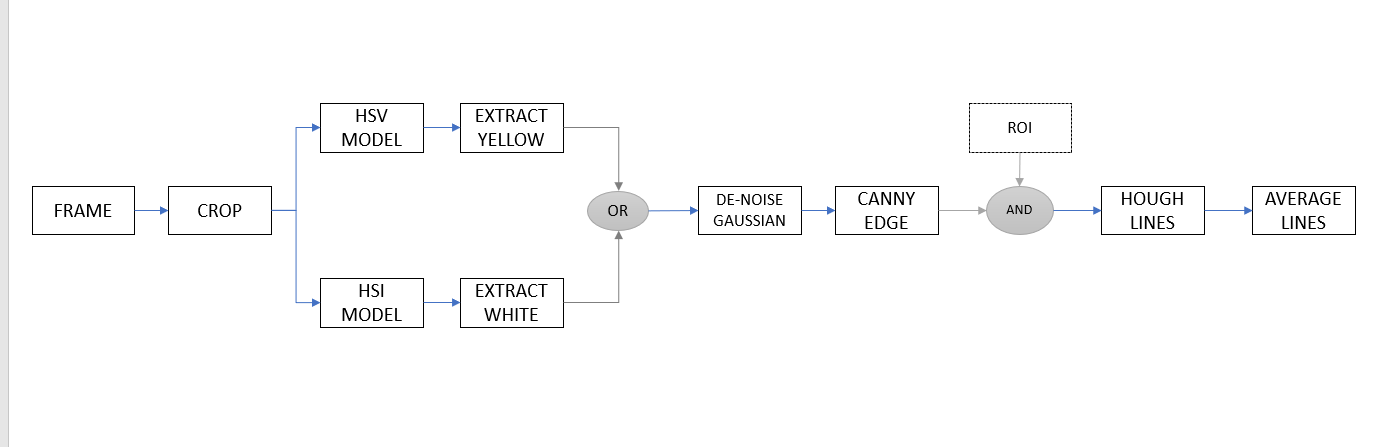 FRAME
CROP
HSV
MODEL
EXTRACT
YELLOW
HSI
MODEL
EXTRACT
WHITE
OR
DE-NOISE
GAUSSIAN
CANNY
EDGE
ROI
AND
HOUGH
LINES
AVERAGE
LINES